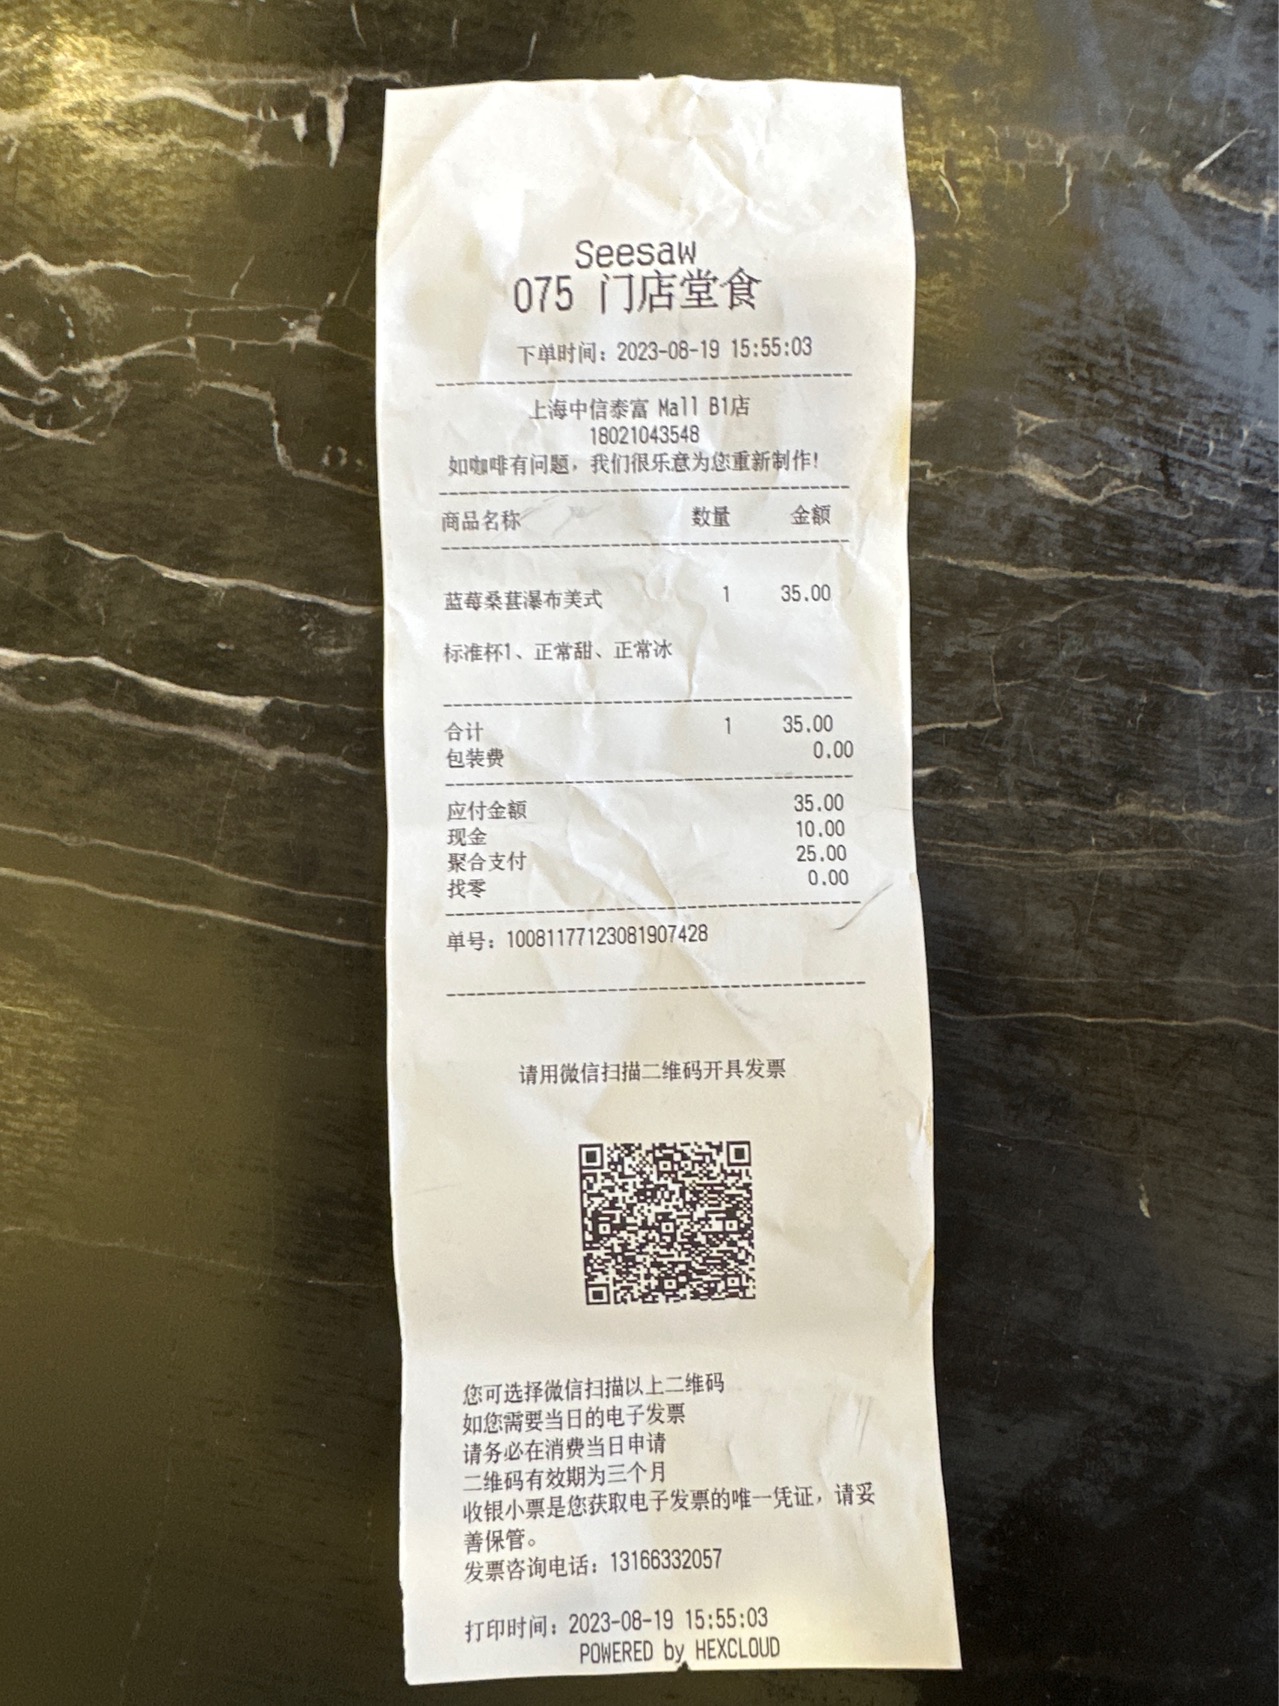 Seesaw
075 门店堂食
下单时间：2023-08-19 15:55:03
上海中信泰富 Mall B1店
18021043548
如咖啡有问题，我们很乐意为您重新制作！
商品名称 数量 金额
蓝莓桑葚瀑布美式 1 35.00
标准杯1、正常甜、正常冰
合计 1 35.00
包装费 0.00
应付金额 35.00
现金 10.00
聚合支付 25.00
找零 0.00
单号：10081177123081907428
请用微信扫描二维码开具发票
您可选择微信扫描以上二维码
如您需要当日的电子发票
请务必在消费当日申请
二维码有效期为三个月
收银小票是您获取电子发票的唯一凭证，请妥
善保管。
发票咨询电话：13166332057
打印时间：2023-08-19 15:55:03
POWERED by HEXCLOUD